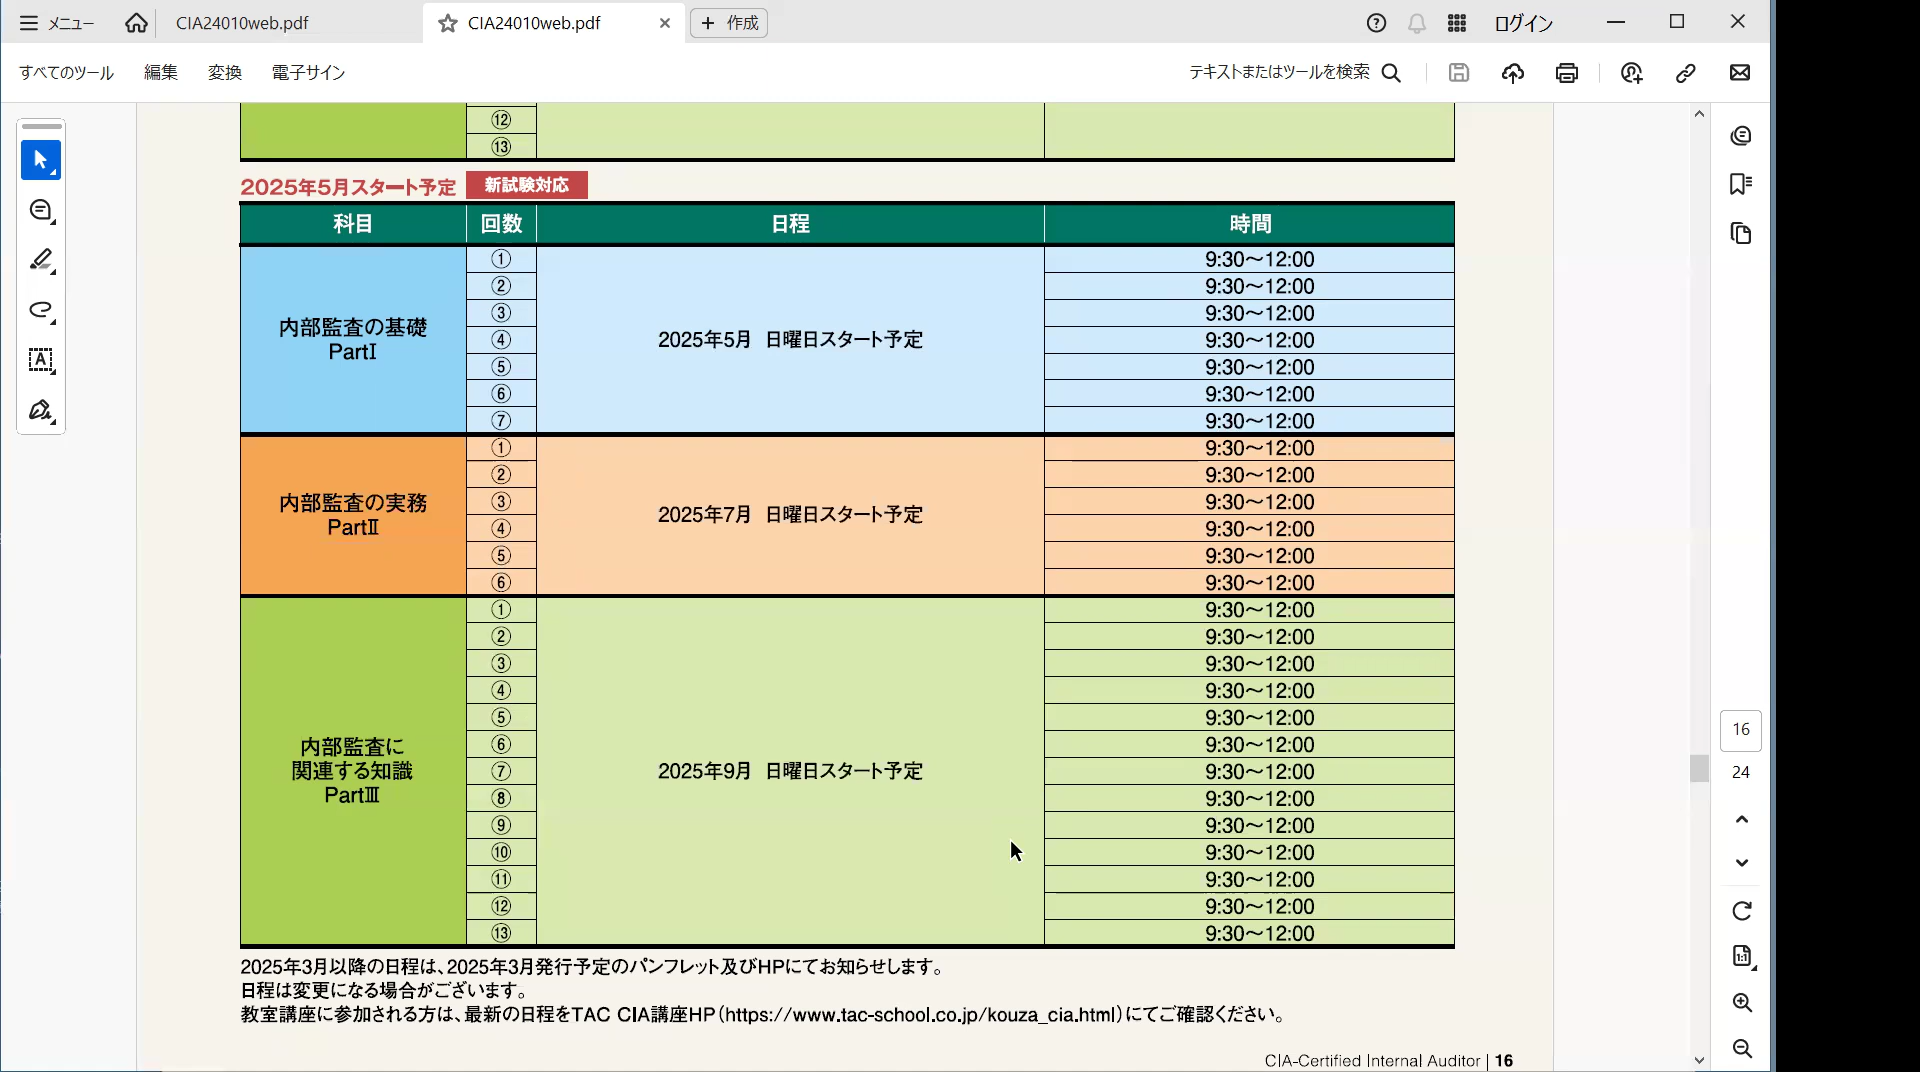 メニュー
CIA24010web.pdf
CIA24010web.pdf
作成
ログイン
すべてのツール
編集
変換
電子サイン
テキストまたはツールを検索
⑫
⑬
2025年5月スタート予定 新試験対応
科目 回数 日程 時間
① 9:30〜12:00
② 9:30〜12:00
③ 9:30〜12:00
内部監査の基礎
PartⅠ
④ 2025年5月 日曜日スタート予定 9:30〜12:00
⑤ 9:30〜12:00
⑥ 9:30〜12:00
⑦ 9:30〜12:00
① 9:30〜12:00
② 9:30〜12:00
③ 9:30〜12:00
内部監査の実務
PartⅡ
2025年7月 日曜日スタート予定
④ 9:30〜12:00
⑤ 9:30〜12:00
⑥ 9:30〜12:00
① 9:30〜12:00
② 9:30〜12:00
③ 9:30〜12:00
④ 9:30〜12:00
⑤ 9:30〜12:00
⑥ 9:30〜12:00
内部監査に
関連する知識
PartⅢ
⑦ 2025年9月 日曜日スタート予定 9:30〜12:00
⑧ 9:30〜12:00
⑨ 9:30〜12:00
⑩ 9:30〜12:00
⑪ 9:30〜12:00
⑫ 9:30〜12:00
⑬ 9:30〜12:00
2025年3月以降の日程は、2025年3月発行予定のパンフレット及びHPにてお知らせします。
日程は変更になる場合がございます。
教室講座に参加される方は、最新の日程をTAC CIA講座HP（https://www.tac-school.co.jp/kouza_cia.html）にてご確認ください。
CIA-Certified Internal Auditor | 16
16
24